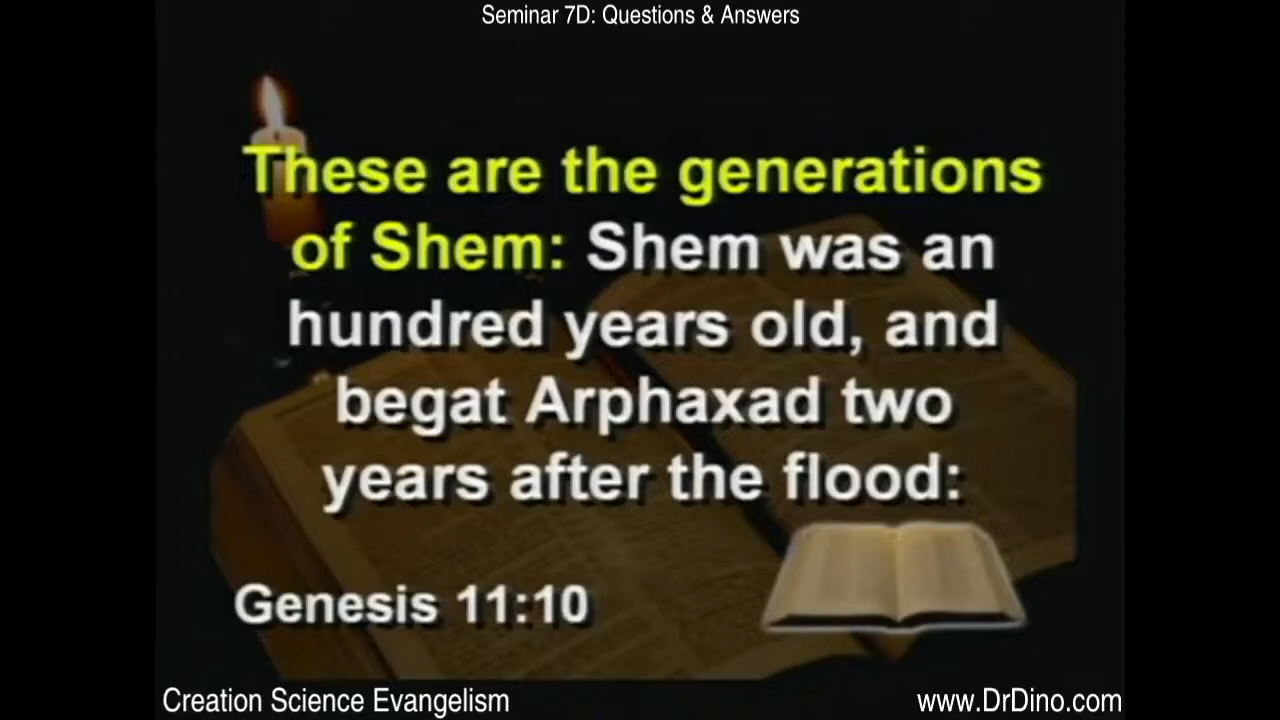 Seminar 7D: Questions & Answers
These are the generations
of Shem: Shem was an
hundred years old, and
begat Arphaxad two
years after the flood:
Genesis 11:10
Creation Science Evangelism
www.DrDino.com